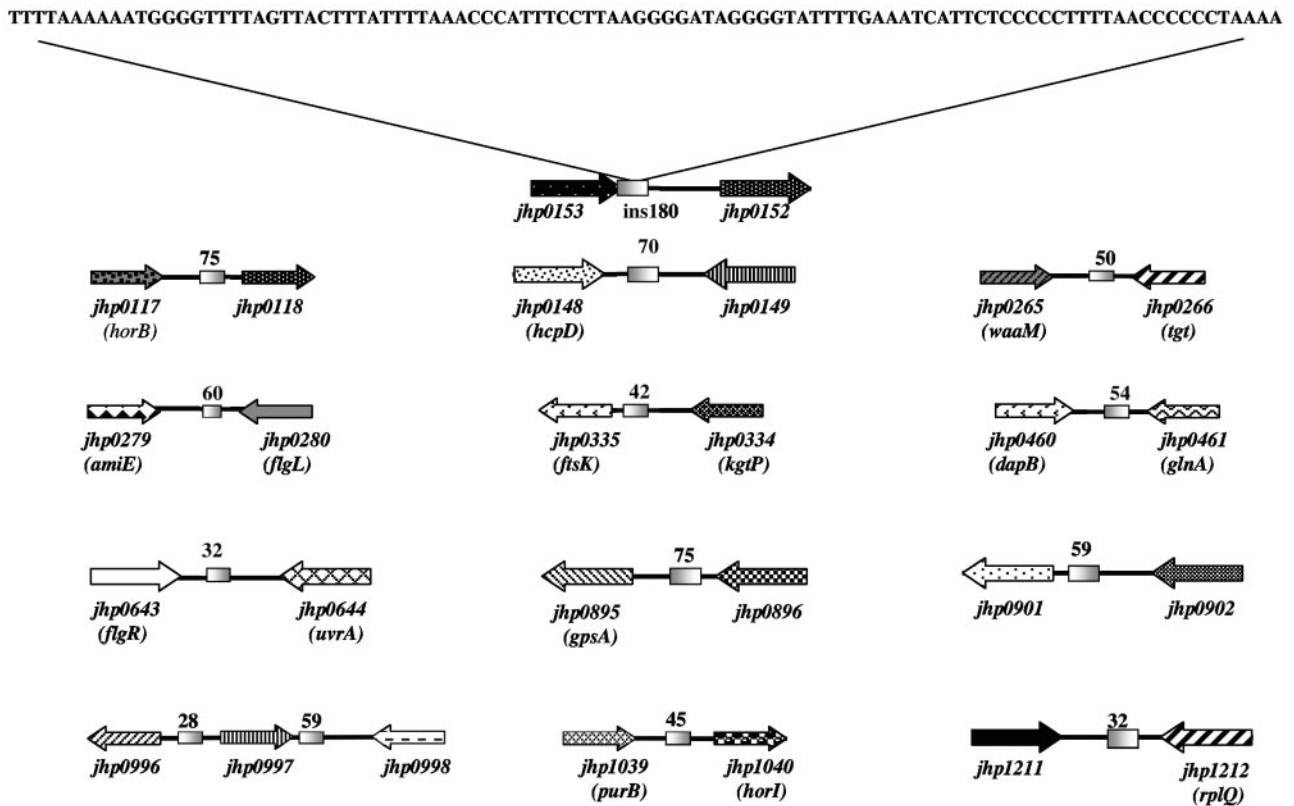 TTTTAAAAAATGGGGTTTTAGTTACTTTATTTTAAACCCATTTCCTTAAGGGGATAGGGGTATTTTGAAATCATTCTCCCCCTTTTAACCCCCCTAAAA
jhp0153 ins180 jhp0152
75 70 50
jhp0117 jhp0118 jhp0148 jhp0149 jhp0265 jhp0266
(horB) (hcpD) (waaM) (tgt)
60 42 54
jhp0279 jhp0280 jhp0335 jhp0334 jhp0460 jhp0461
(amiE) (flgL) (ftsK) (kgtP) (dapB) (glnA)
32 75 59
jhp0643 jhp0644 jhp0895 jhp0896 jhp0901 jhp0902
(flgR) (uvrA) (gpsA)
28 59 45 32
jhp0996 jhp0997 jhp0998 jhp1039 jhp1040 jhp1211 jhp1212
(purB) (horI) (rplQ)